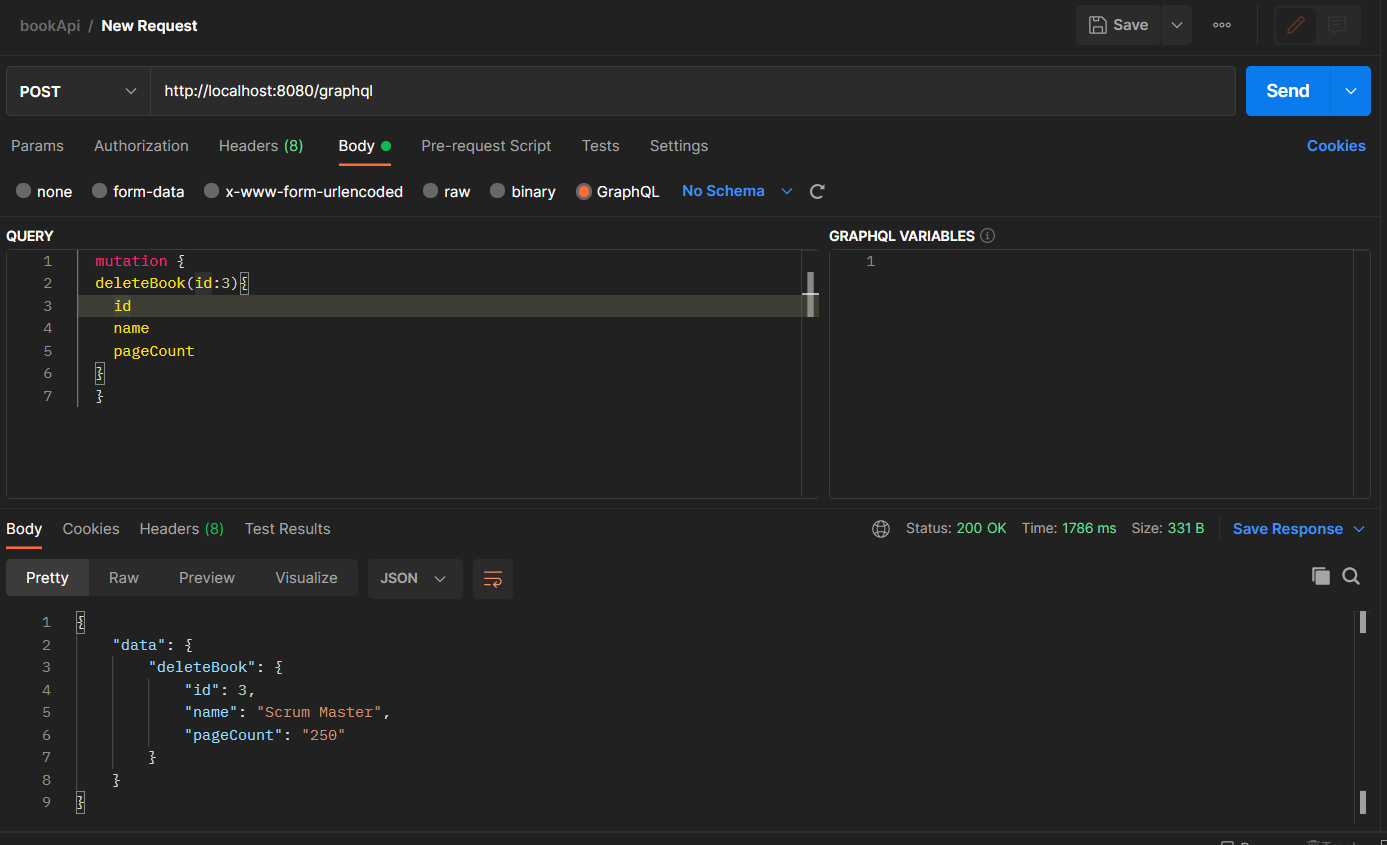 bookApi / New Request
Save
POST
http://localhost:8080/graphql
Send
Params Authorization Headers (8) Body Pre-request Script Tests Settings Cookies
none form-data x-www-form-urlencoded raw binary GraphQL No Schema
QUERY
1 mutation {
2 deleteBook(id:3){
3 id
4 name
5 pageCount
6 }
7 }
GRAPHQL VARIABLES
1
Body Cookies Headers (8) Test Results Status: 200 OK Time: 1786 ms Size: 331 B Save Response
Pretty Raw Preview Visualize JSON
1 {
2 "data": {
3 "deleteBook": {
4 "id": 3,
5 "name": "Scrum Master",
6 "pageCount": "250"
7 }
8 }
9 }